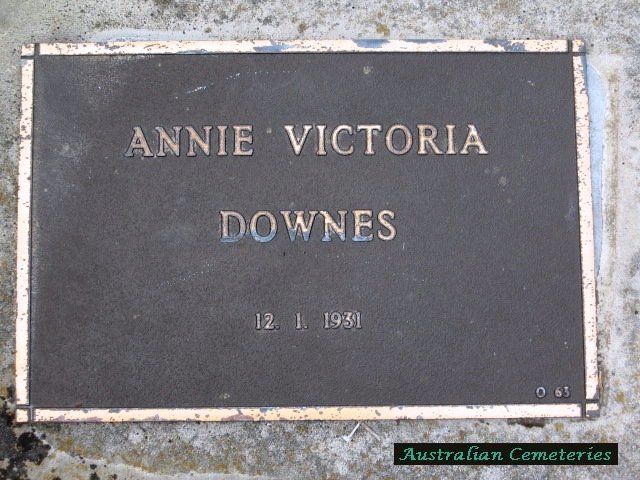 ANNIE VICTORIA
DOWNES
12. 1. 1931
O 63
Australian Cemeteries